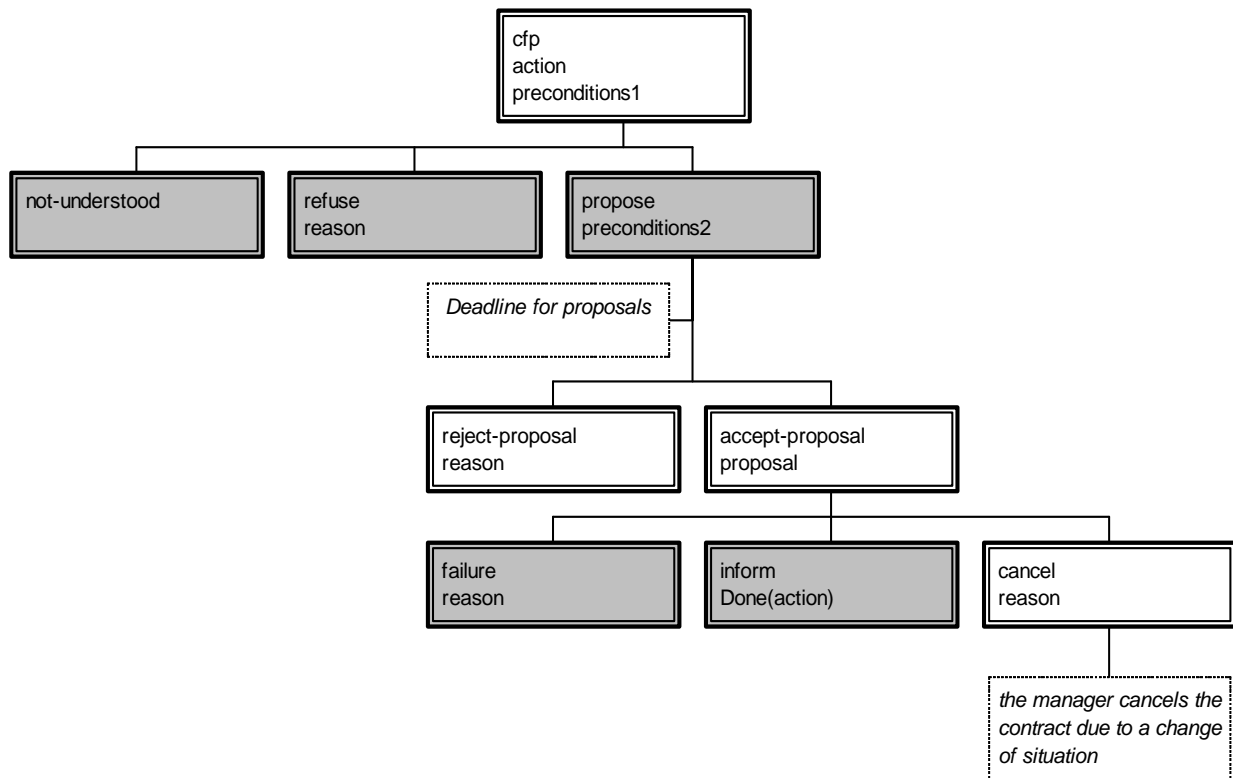 cfp
action
preconditions1
not-understood
refuse
reason
propose
preconditions2
Deadline for proposals
reject-proposal
reason
accept-proposal
proposal
failure
reason
inform
Done(action)
cancel
reason
the manager cancels the
contract due to a change
of situation